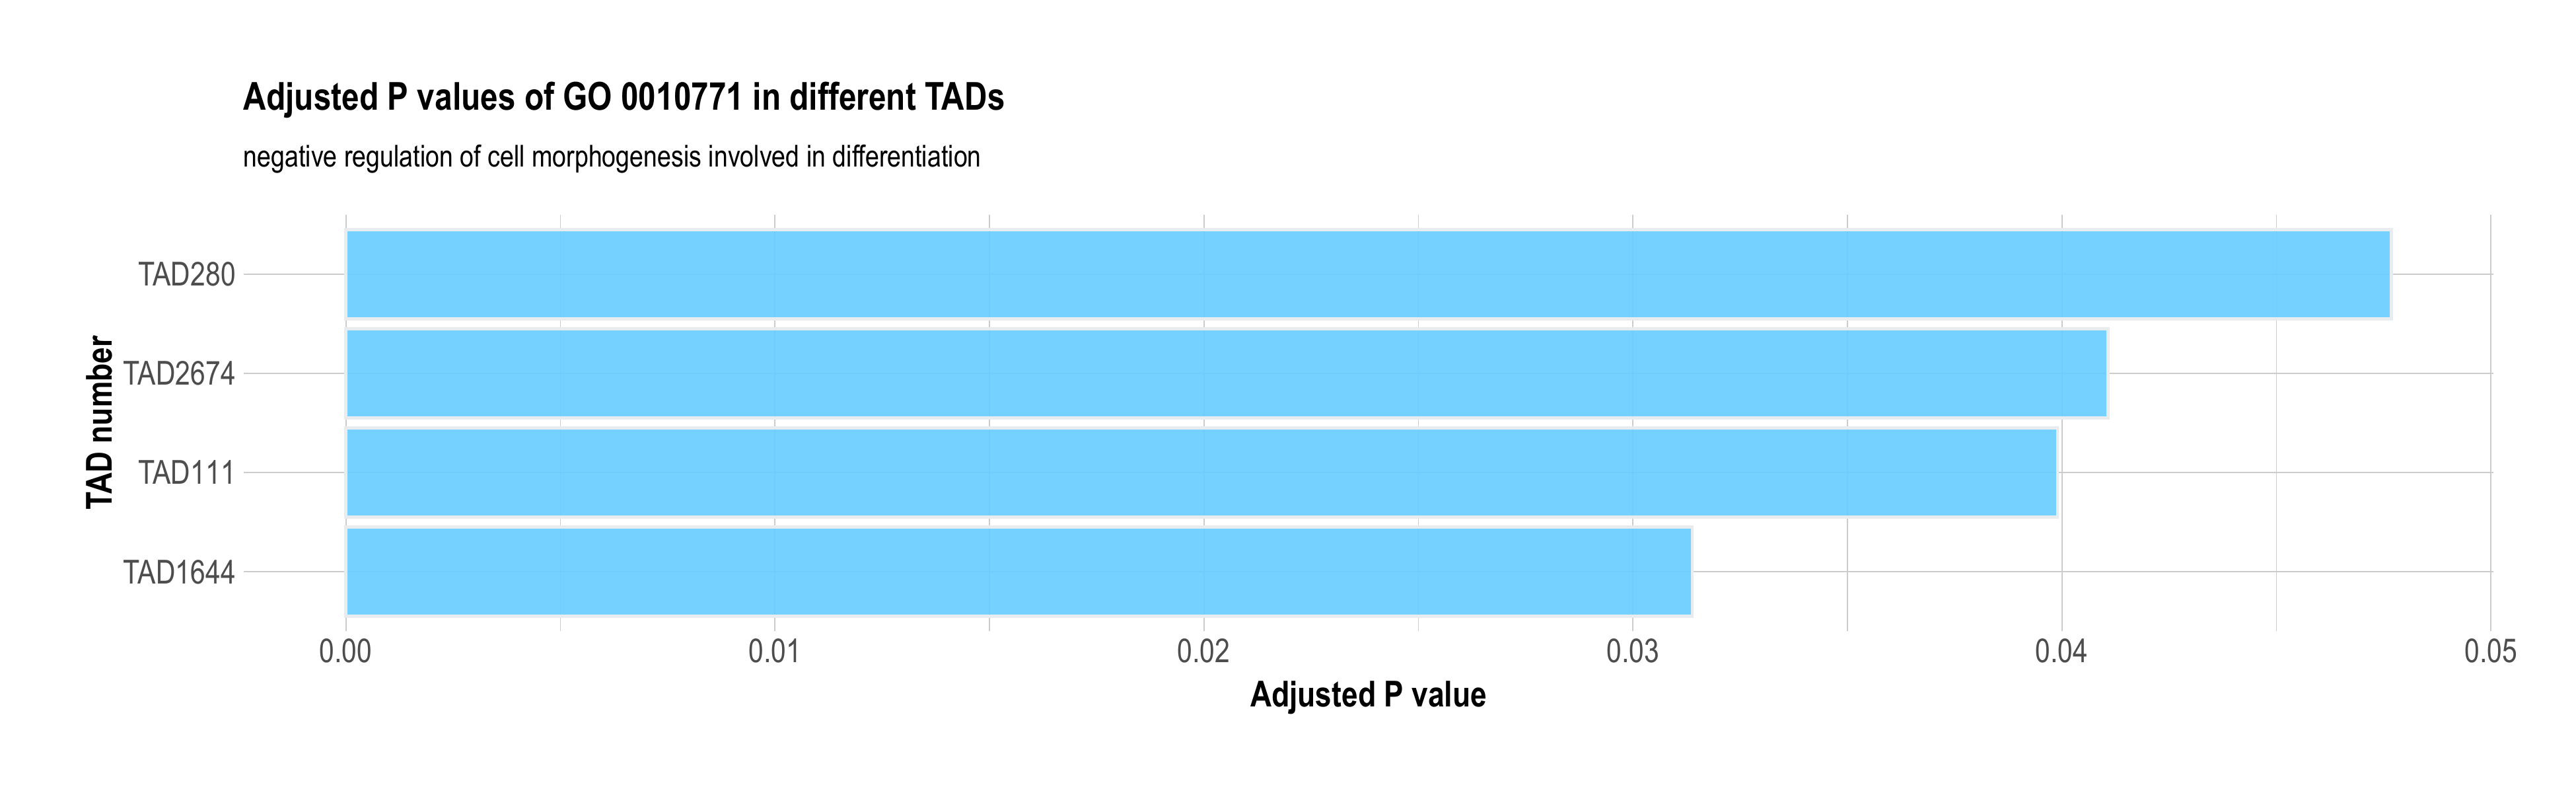 Adjusted P values of GO 0010771 in different TADs
negative regulation of cell morphogenesis involved in differentiation
TAD number
TAD280
TAD2674
TAD111
TAD1644
0.00 0.01 0.02 0.03 0.04 0.05
Adjusted P value